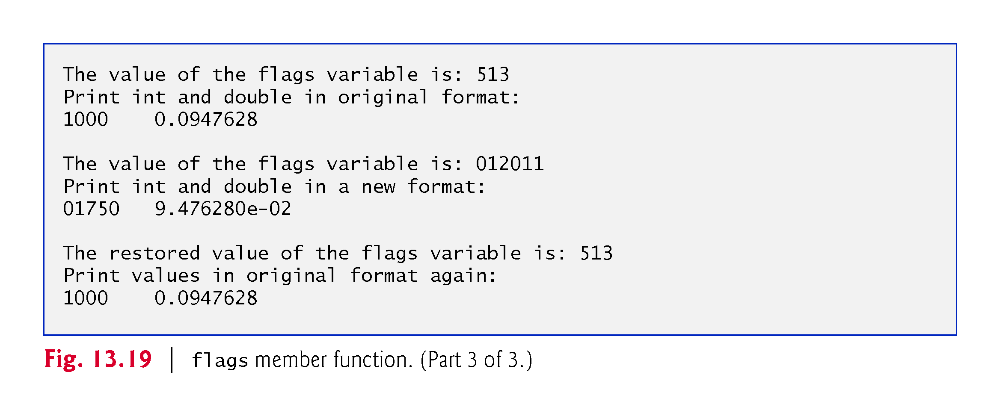 The value of the flags variable is: 513
Print int and double in original format:
1000    0.0947628
The value of the flags variable is: 012011
Print int and double in a new format:
01750   9.476280e-02
The restored value of the flags variable is: 513
Print values in original format again:
1000    0.0947628
Fig. 13.19 | flags member function. (Part 3 of 3.)